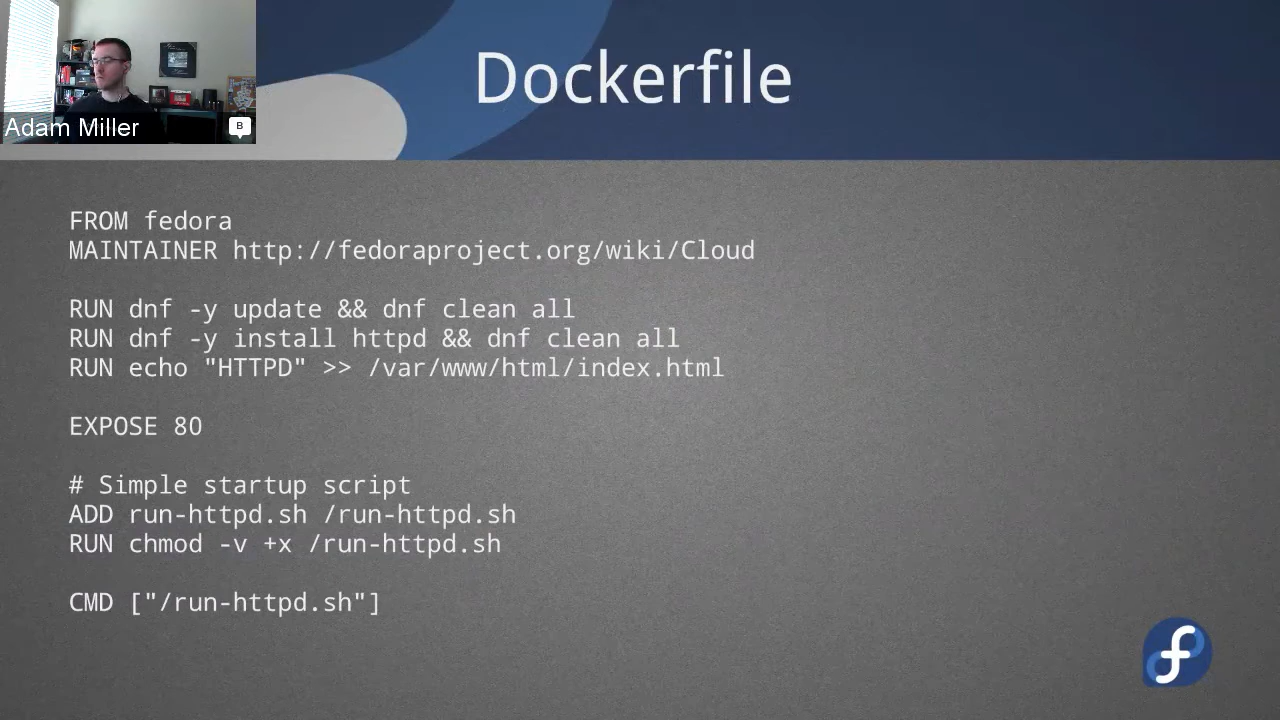 Dockerfile
Adam Miller
B
FROM fedora
MAINTAINER http://fedoraproject.org/wiki/Cloud
RUN dnf -y update && dnf clean all
RUN dnf -y install httpd && dnf clean all
RUN echo "HTTPD" >> /var/www/html/index.html
EXPOSE 80
# Simple startup script
ADD run-httpd.sh /run-httpd.sh
RUN chmod -v +x /run-httpd.sh
CMD ["/run-httpd.sh"]